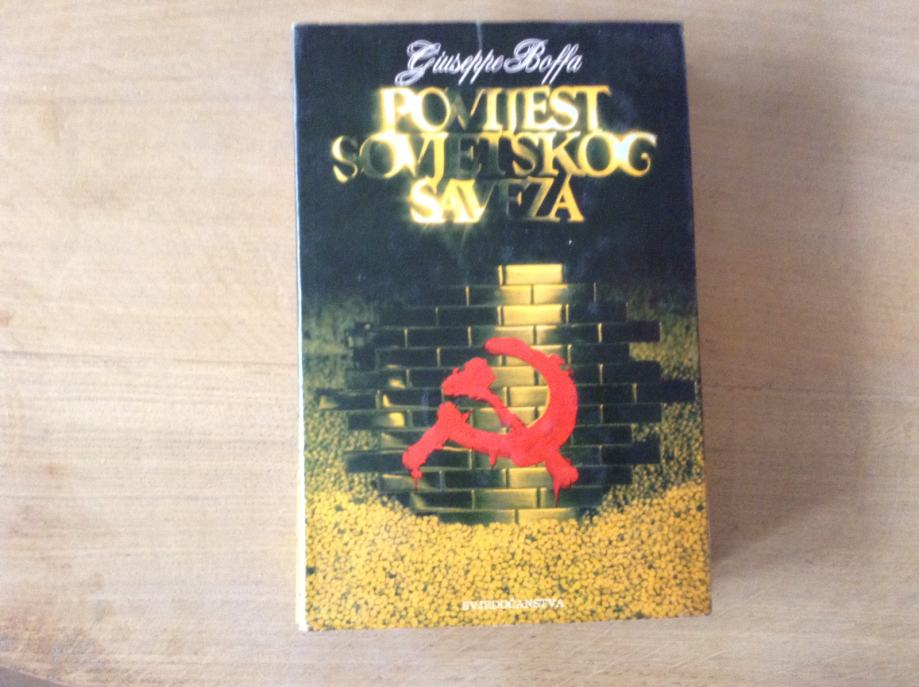 Giuseppe Boffa
POVIJEST
SOVJETSKOG
SAVEZA
SVJEDOČANSTVA